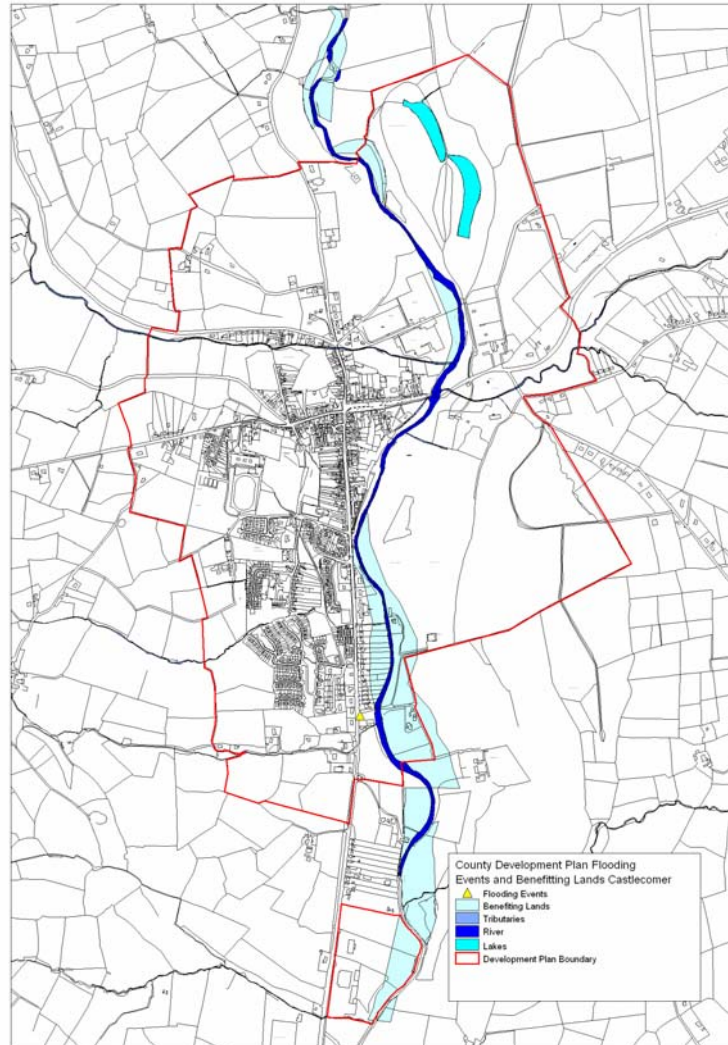 County Development Plan Flooding
Events and Benefitting Lands Castlecomer
Flooding Events
Benefiting Lands
Tributaries
River
Lakes
Development Plan Boundary